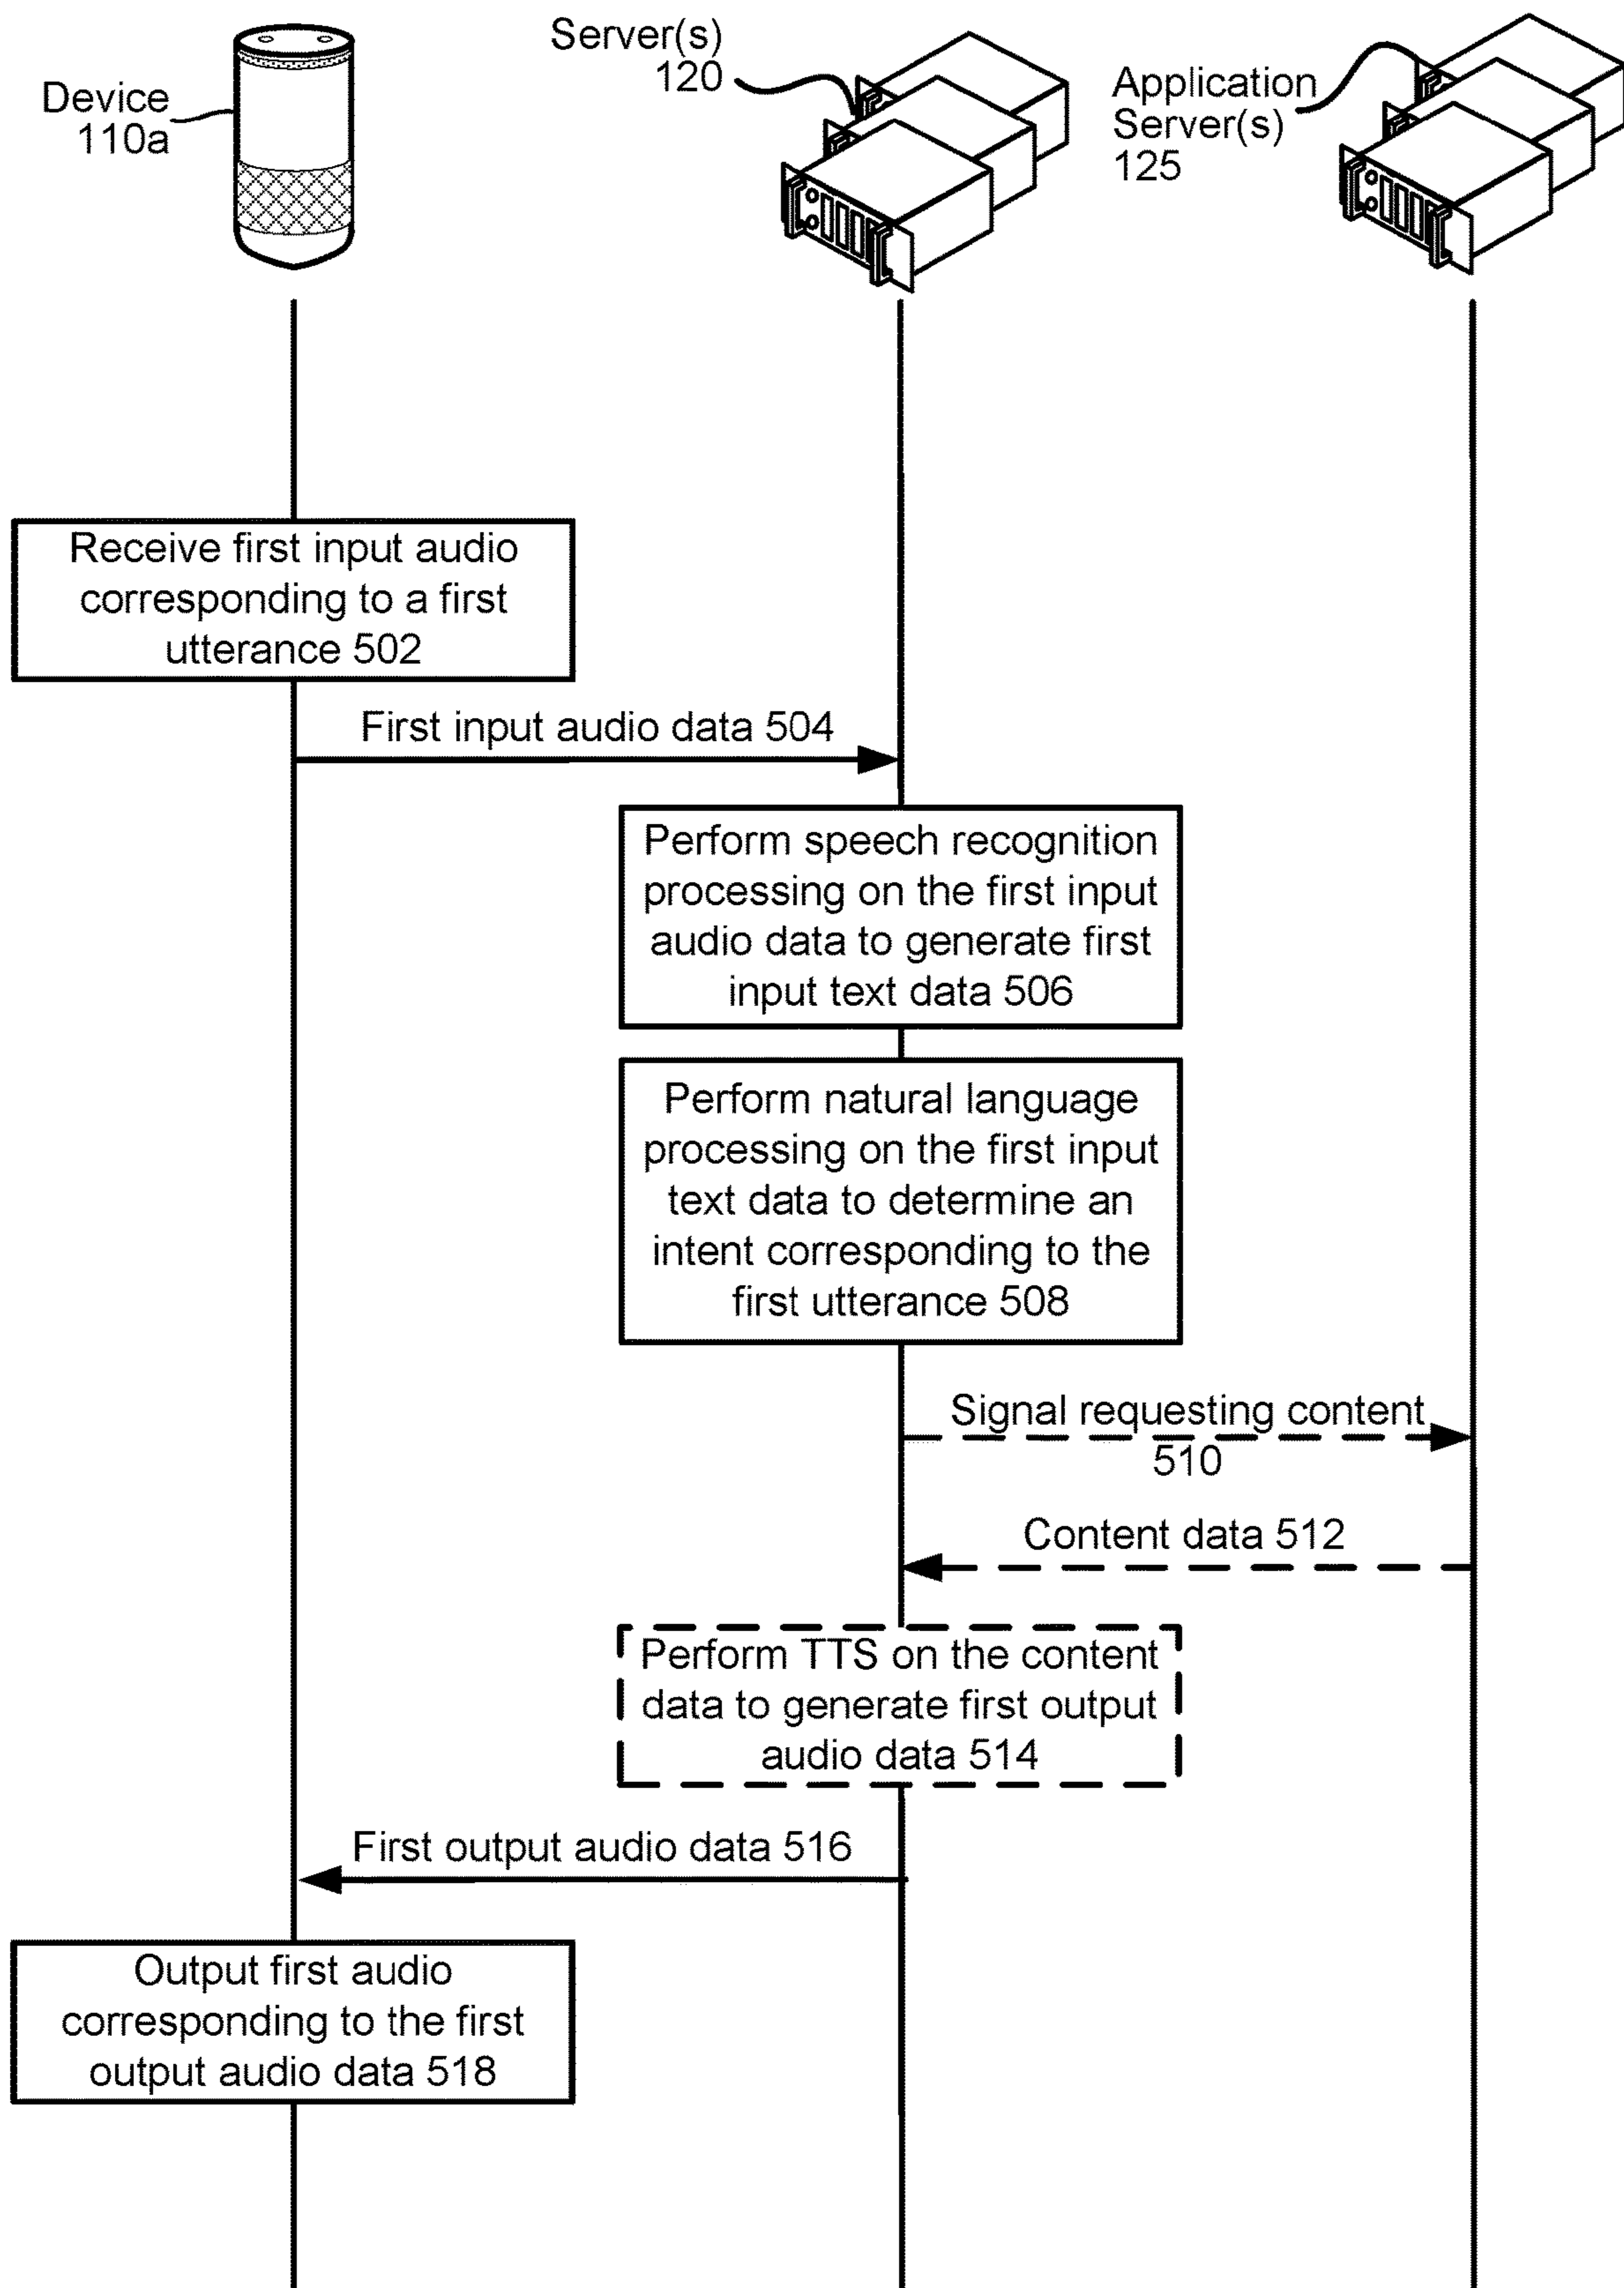 Device
110a
Server(s)
120
Application
Server(s)
125
Receive first input audio
corresponding to a first
utterance 502
First input audio data 504
Perform speech recognition
processing on the first input
audio data to generate first
input text data 506
Perform natural language
processing on the first input
text data to determine an
intent corresponding to the
first utterance 508
Signal requesting content
510
Content data 512
Perform TTS on the content
data to generate first output
audio data 514
First output audio data 516
Output first audio
corresponding to the first
output audio data 518